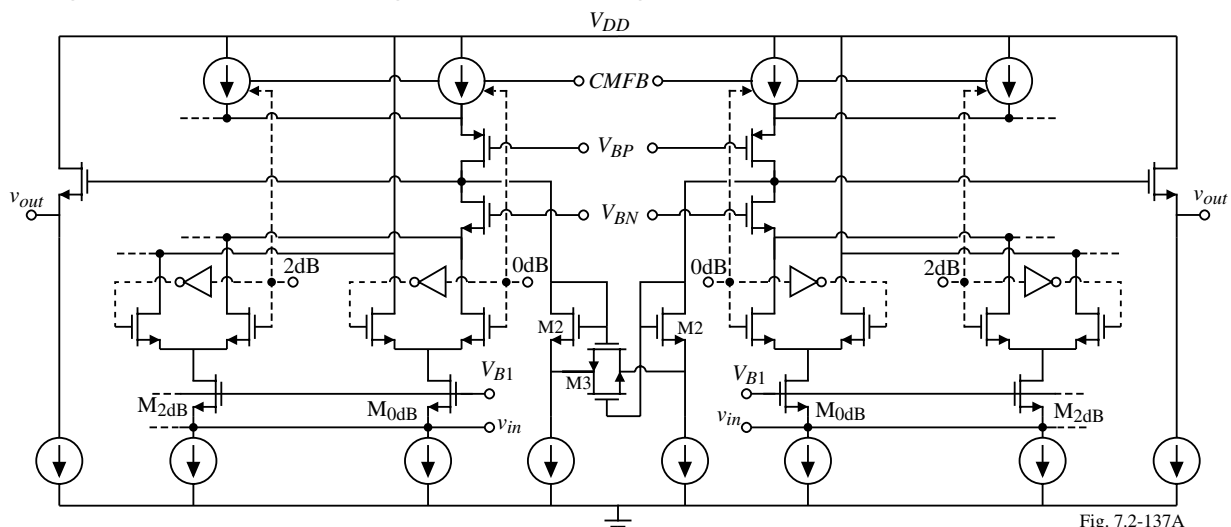 V_DD
CMFB
V_BP
v_out
v_out
V_BN
2dB
0dB
0dB
2dB
M2
M2
M3
V_B1
V_B1
M_2dB
M_0dB
M_0dB
M_2dB
v_in
v_in
Fig. 7.2-137A